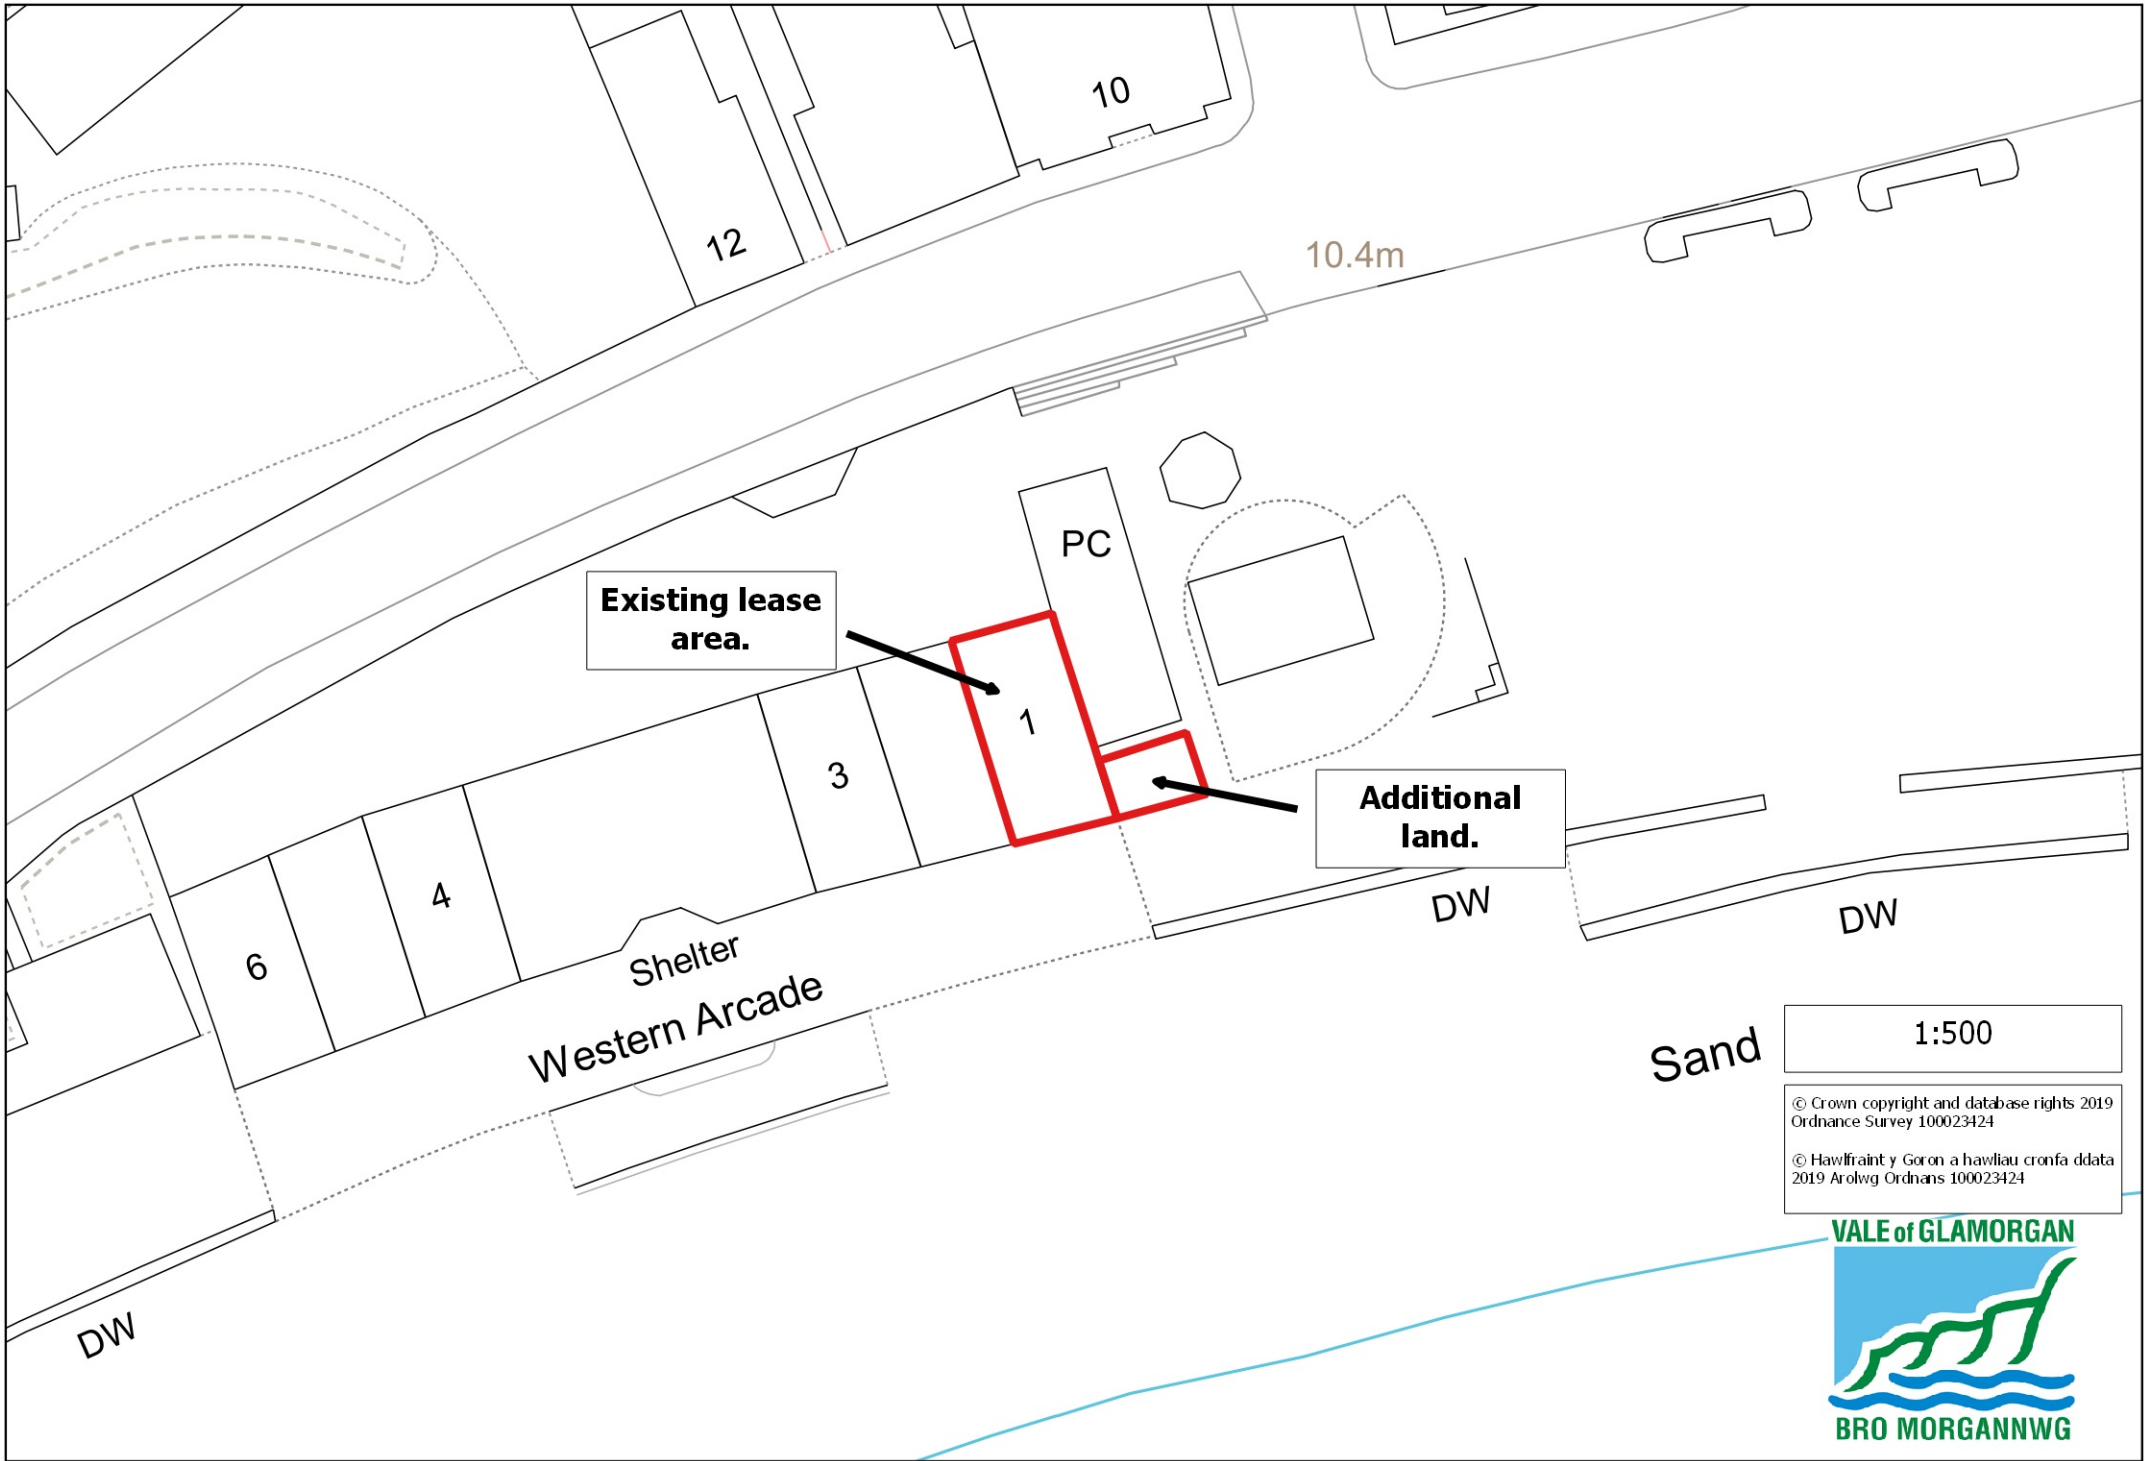 10
12
10.4m
PC
Existing lease
area.
1
3
Additional
land.
4
6
DW
DW
Shelter
Western Arcade
Sand
1:500
© Crown copyright and database rights 2019
Ordnance Survey 100023424
© Hawlfraint y Goron a hawliau cronfa ddata
2019 Arolwg Ordnans 100023424
DW
VALE of GLAMORGAN
BRO MORGANNWG